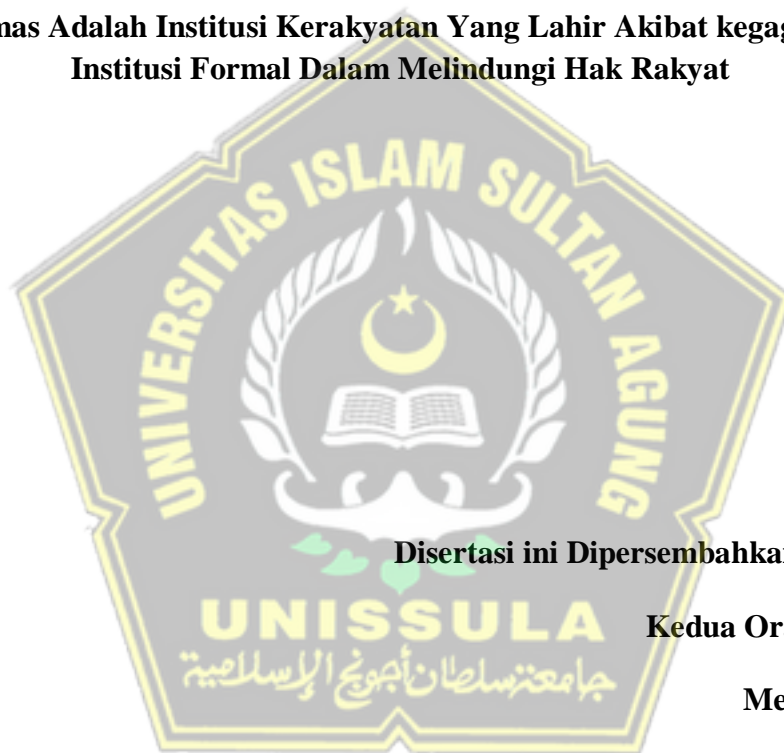 mas Adalah Institusi Kerakyatan Yang Lahir Akibat kegag
Institusi Formal Dalam Melindungi Hak Rakyat
UNIVERSITAS ISLAM SULTAN AGUNG
Disertasi ini Dipersembahkan
UNISSULA
Kedua Or
جامعة سلطان أجونج الإسلامية
Me